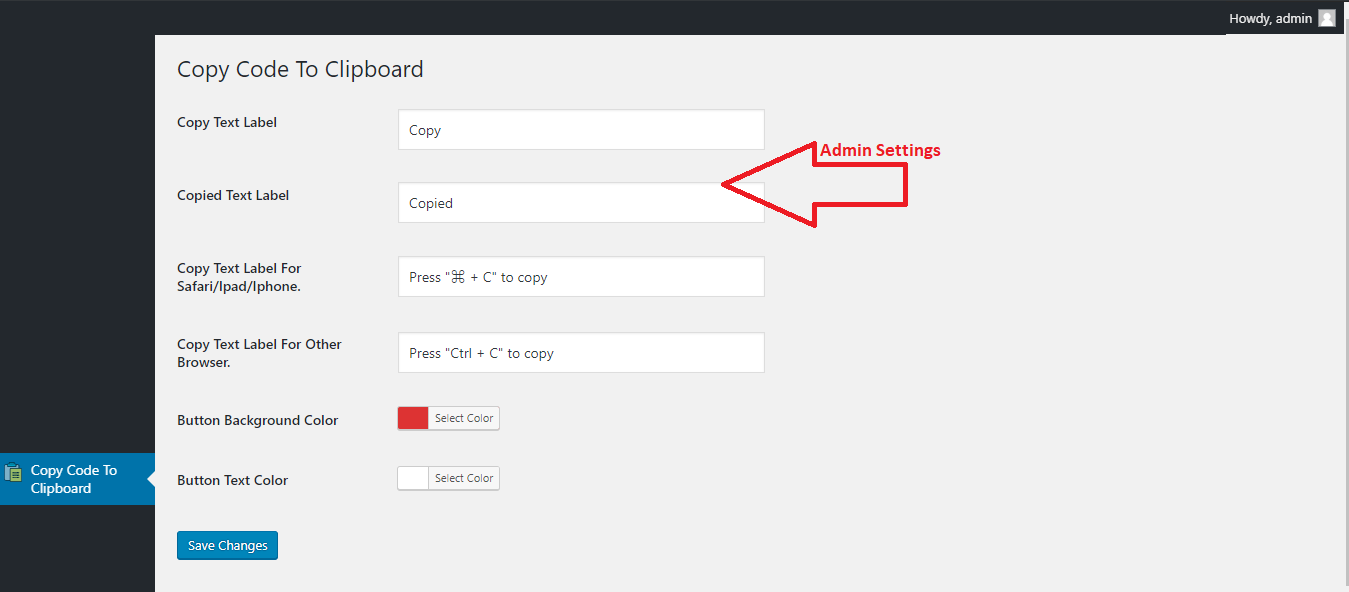 Howdy, admin
Copy Code To Clipboard
Copy Text Label
Copy
Admin Settings
Copied Text Label
Copied
Copy Text Label For
Safari/Ipad/Iphone.
Press "⌘ + C" to copy
Copy Text Label For Other
Browser.
Press "Ctrl + C" to copy
Button Background Color
Select Color
Copy Code To
Clipboard
Button Text Color
Select Color
Save Changes